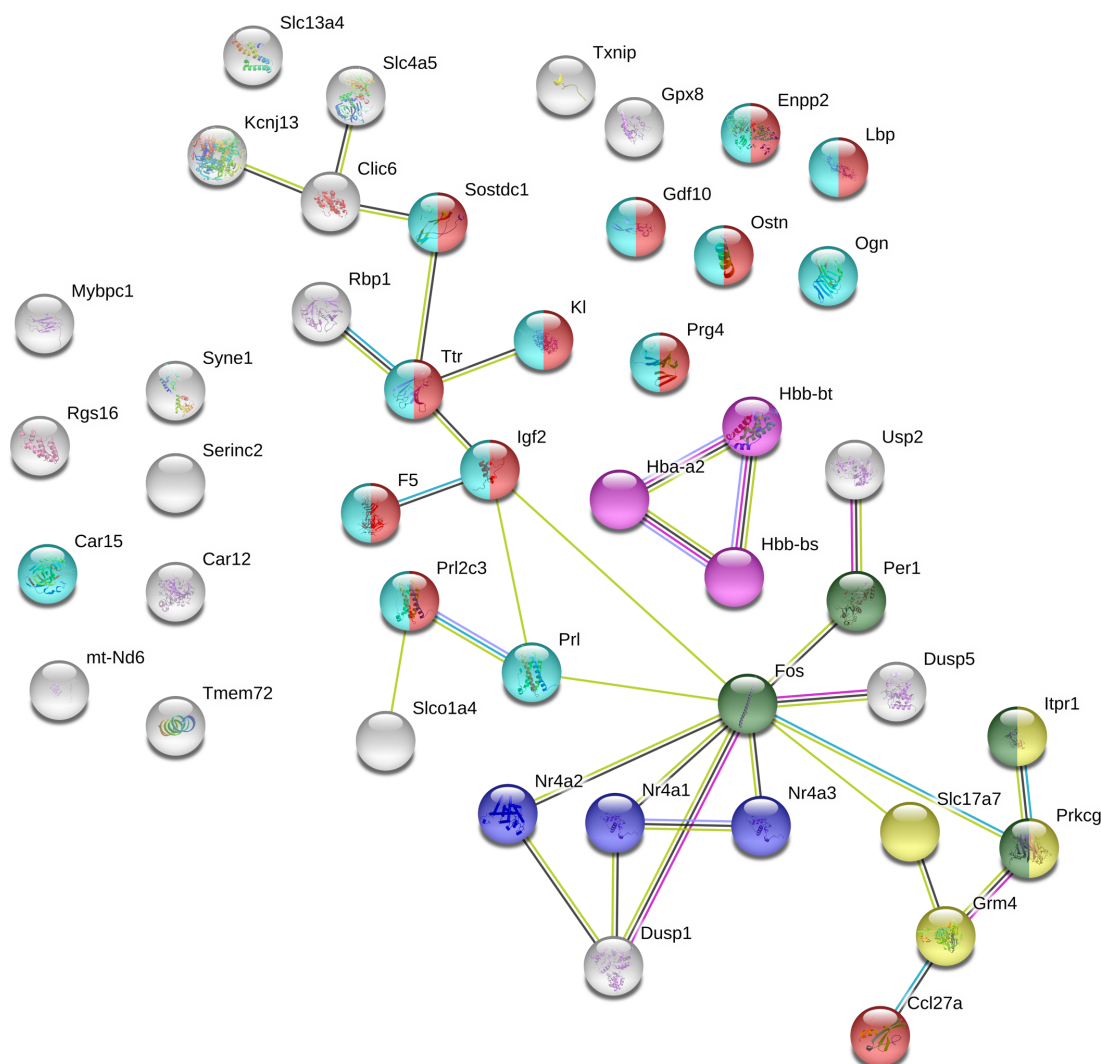 Slc13a4
Slc4a5
Txnip
Gpx8
Enpp2
Kcnj13
Lbp
Clic6
Sostdc1
Gdf10
Ostn
Ogn
Rbp1
Mybpc1
Kl
Prg4
Syne1
Ttr
Hbb-bt
Rgs16
Igf2
Usp2
Serinc2
Hba-a2
F5
Car15
Car12
Hbb-bs
Prl2c3
Per1
mt-Nd6
Prl
Fos
Dusp5
Tmem72
Slco1a4
Itpr1
Nr4a2
Nr4a1
Nr4a3
Slc17a7
Prkcg
Grm4
Dusp1
Ccl27a